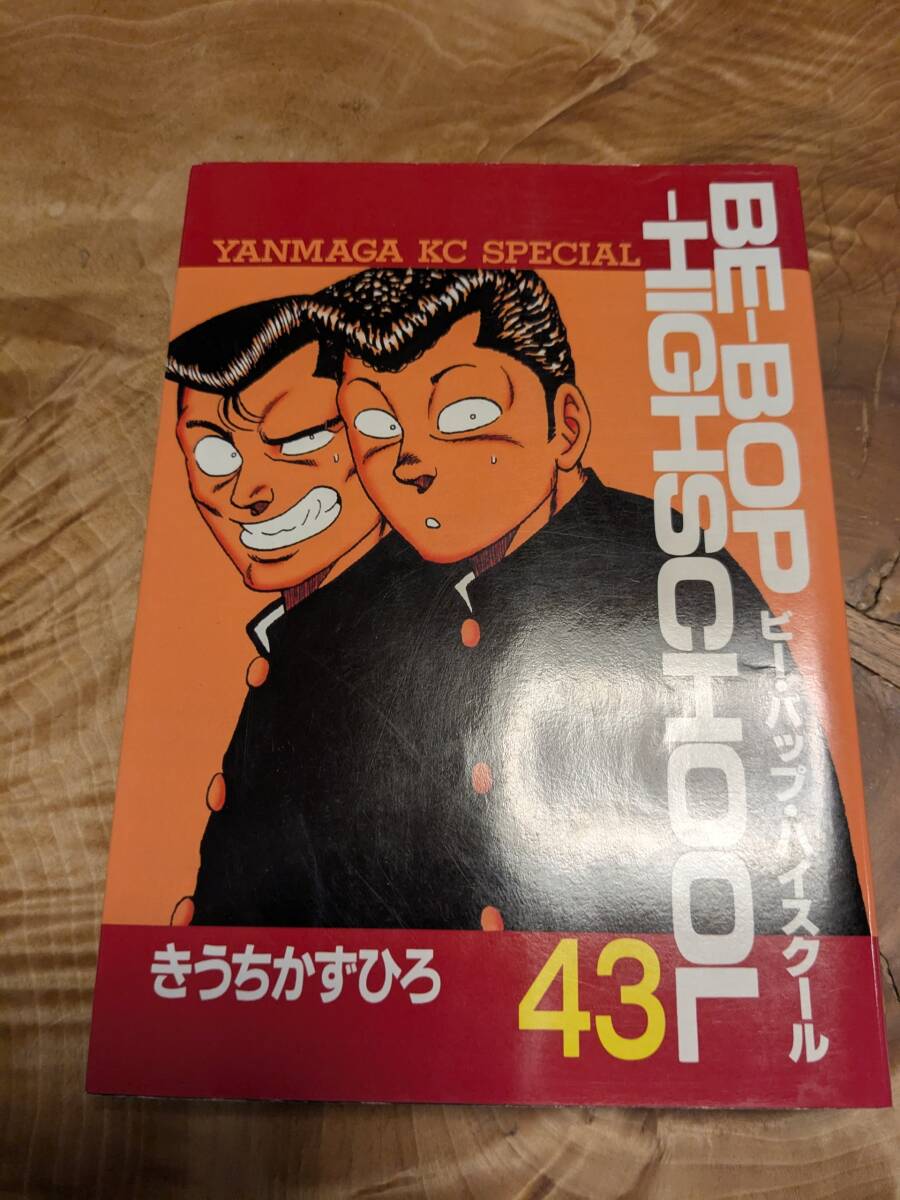 YANMAGA KC SPECIAL
BE-BOP
-HIGHSCHOOL
ビー・バップ・ハイスクール
きうちかずひろ
43